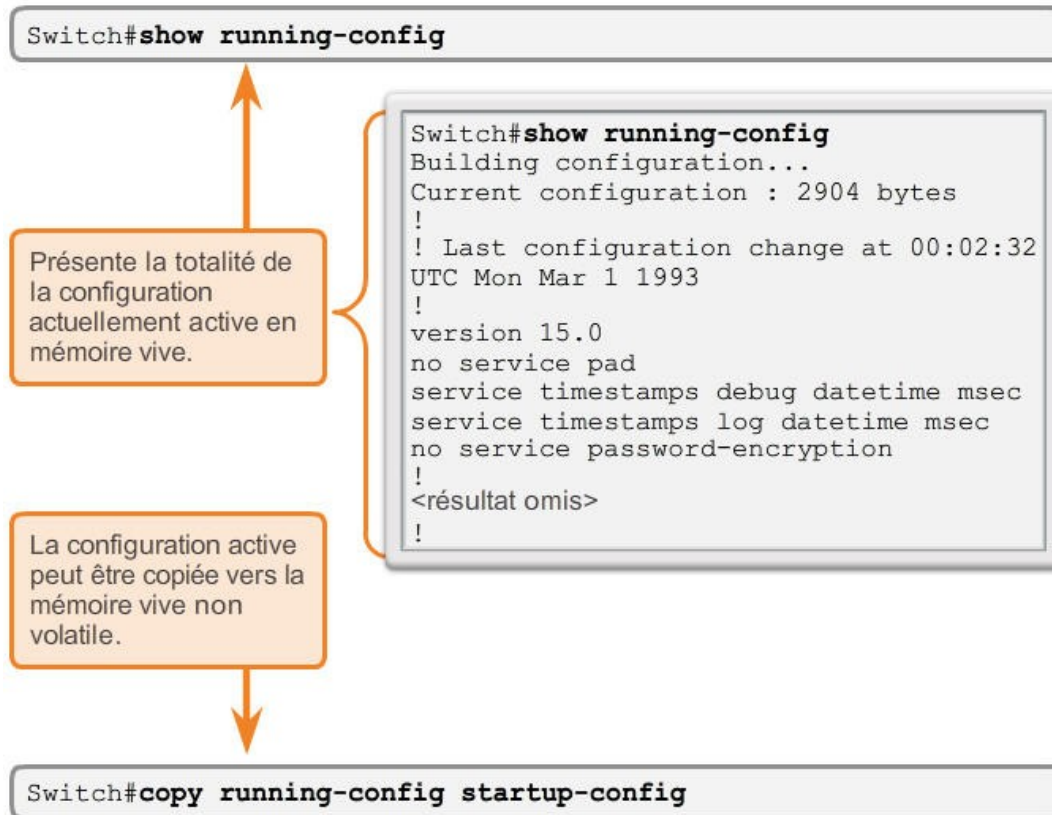 Switch#show running-config
Switch#show running-config
Building configuration...
Current configuration : 2904 bytes
!
! Last configuration change at 00:02:32
UTC Mon Mar 1 1993
!
version 15.0
no service pad
service timestamps debug datetime msec
service timestamps log datetime msec
no service password-encryption
!
<résultat omis>
!
Présente la totalité de
la configuration
actuellement active en
mémoire vive.
La configuration active
peut être copiée vers la
mémoire vive non
volatile.
Switch#copy running-config startup-config